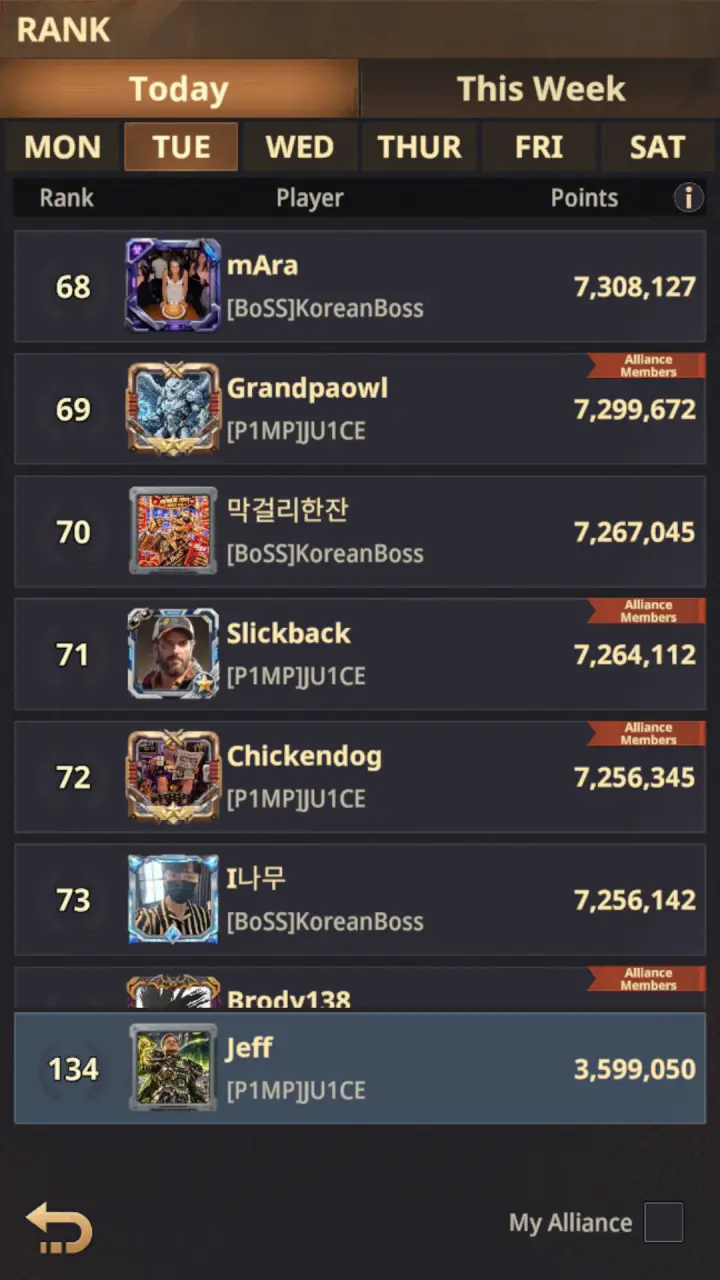 RANK
Today
This Week
MON TUE WED THUR FRI SAT
Rank Player Points
68
mAra
[BoSS]KoreanBoss
7,308,127
Alliance
Members
69
Grandpaowl
[P1MP]JU1CE
7,299,672
70
막걸리한잔
[BoSS]KoreanBoss
7,267,045
Alliance
Members
71
Slickback
[P1MP]JU1CE
7,264,112
Alliance
Members
72
Chickendog
[P1MP]JU1CE
7,256,345
73
I나무
[BoSS]KoreanBoss
7,256,142
Alliance
Members
Brody138
134
Jeff
[P1MP]JU1CE
3,599,050
My Alliance